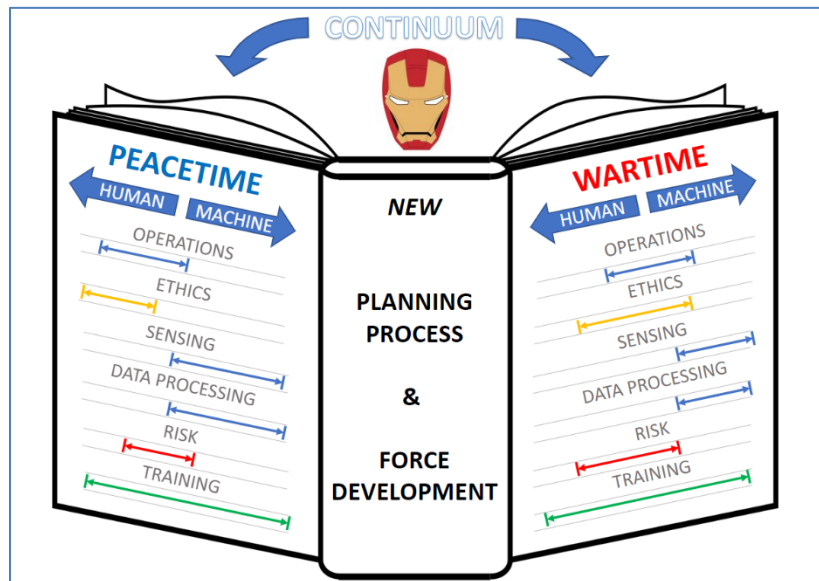 CONTINUUM
PEACETIME
HUMAN
MACHINE
OPERATIONS
ETHICS
SENSING
DATA PROCESSING
RISK
TRAINING
NEW
PLANNING
PROCESS
&
FORCE
DEVELOPMENT
WARTIME
HUMAN
MACHINE
OPERATIONS
ETHICS
SENSING
DATA PROCESSING
RISK
TRAINING